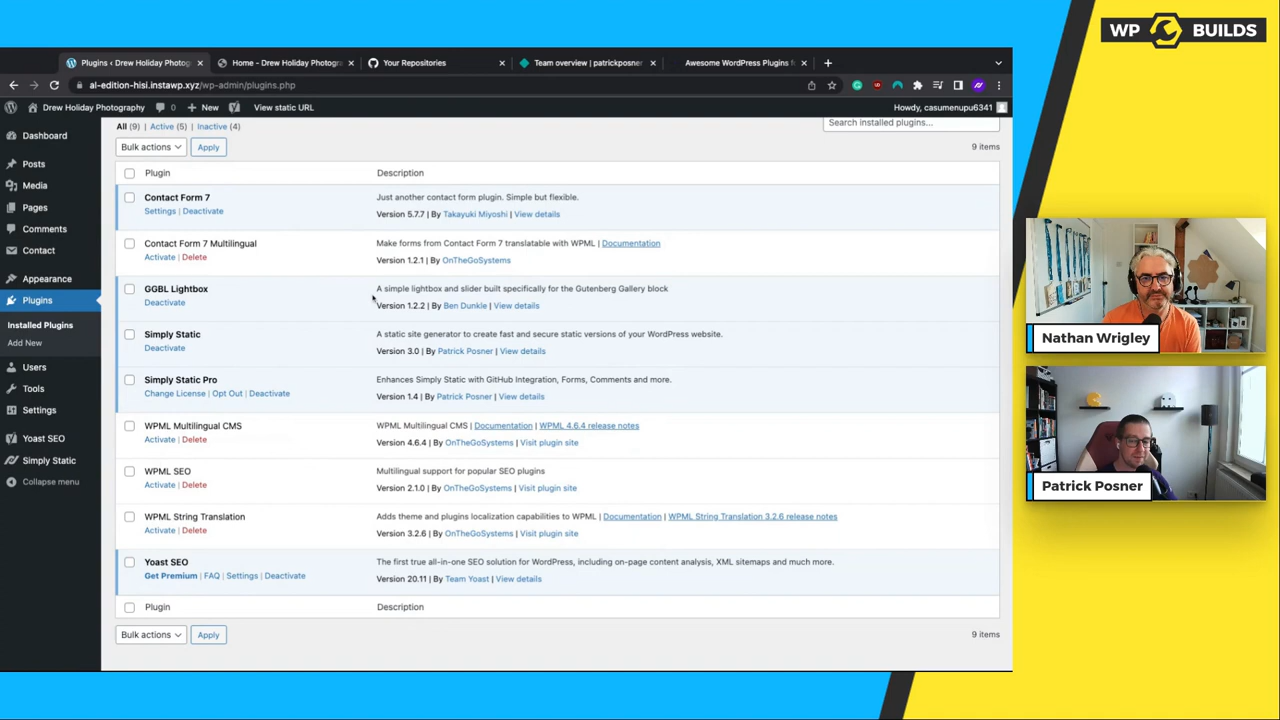 WP BUILDS
Plugins ‹ Drew Holiday Photog
Home - Drew Holiday Photogra
Your Repositories
Team overview | patrickposner
Awesome WordPress Plugins f
al-edition-hisi.instawp.xyz/wp-admin/plugins.php
Drew Holiday Photography 0 New View static URL Howdy, casumenupu6341
Dashboard
Posts
Media
Pages
Comments
Contact
Appearance
Plugins
Installed Plugins
Add New
Users
Tools
Settings
Yoast SEO
Simply Static
Collapse menu
All (9) | Active (5) | Inactive (4)
Search installed plugins...
Bulk actions Apply 9 items
Plugin Description
Contact Form 7 Just another contact form plugin. Simple but flexible.
Settings | Deactivate Version 5.7.7 | By Takayuki Miyoshi | View details
Contact Form 7 Multilingual Make forms from Contact Form 7 translatable with WPML | Documentation
Activate | Delete Version 1.2.1 | By OnTheGoSystems
GGBL Lightbox A simple lightbox and slider built specifically for the Gutenberg Gallery block
Deactivate Version 1.2.2 | By Ben Dunkle | View details
Simply Static A static site generator to create fast and secure static versions of your WordPress website.
Deactivate Version 3.0 | By Patrick Posner | View details
Simply Static Pro Enhances Simply Static with GitHub Integration, Forms, Comments and more.
Change License | Opt Out | Deactivate Version 1.4 | By Patrick Posner | View details
WPML Multilingual CMS WPML Multilingual CMS | Documentation | WPML 4.6.4 release notes
Activate | Delete Version 4.6.4 | By OnTheGoSystems | Visit plugin site
WPML SEO Multilingual support for popular SEO plugins
Activate | Delete Version 2.1.0 | By OnTheGoSystems | Visit plugin site
WPML String Translation Adds theme and plugins localization capabilities to WPML | Documentation | WPML String Translation 3.2.6 release notes
Activate | Delete Version 3.2.6 | By OnTheGoSystems | Visit plugin site
Yoast SEO The first true all-in-one SEO solution for WordPress, including on-page content analysis, XML sitemaps and much more.
Get Premium | FAQ | Settings | Deactivate Version 20.11 | By Team Yoast | View details
Plugin Description
Bulk actions Apply 9 items
Nathan Wrigley
Patrick Posner